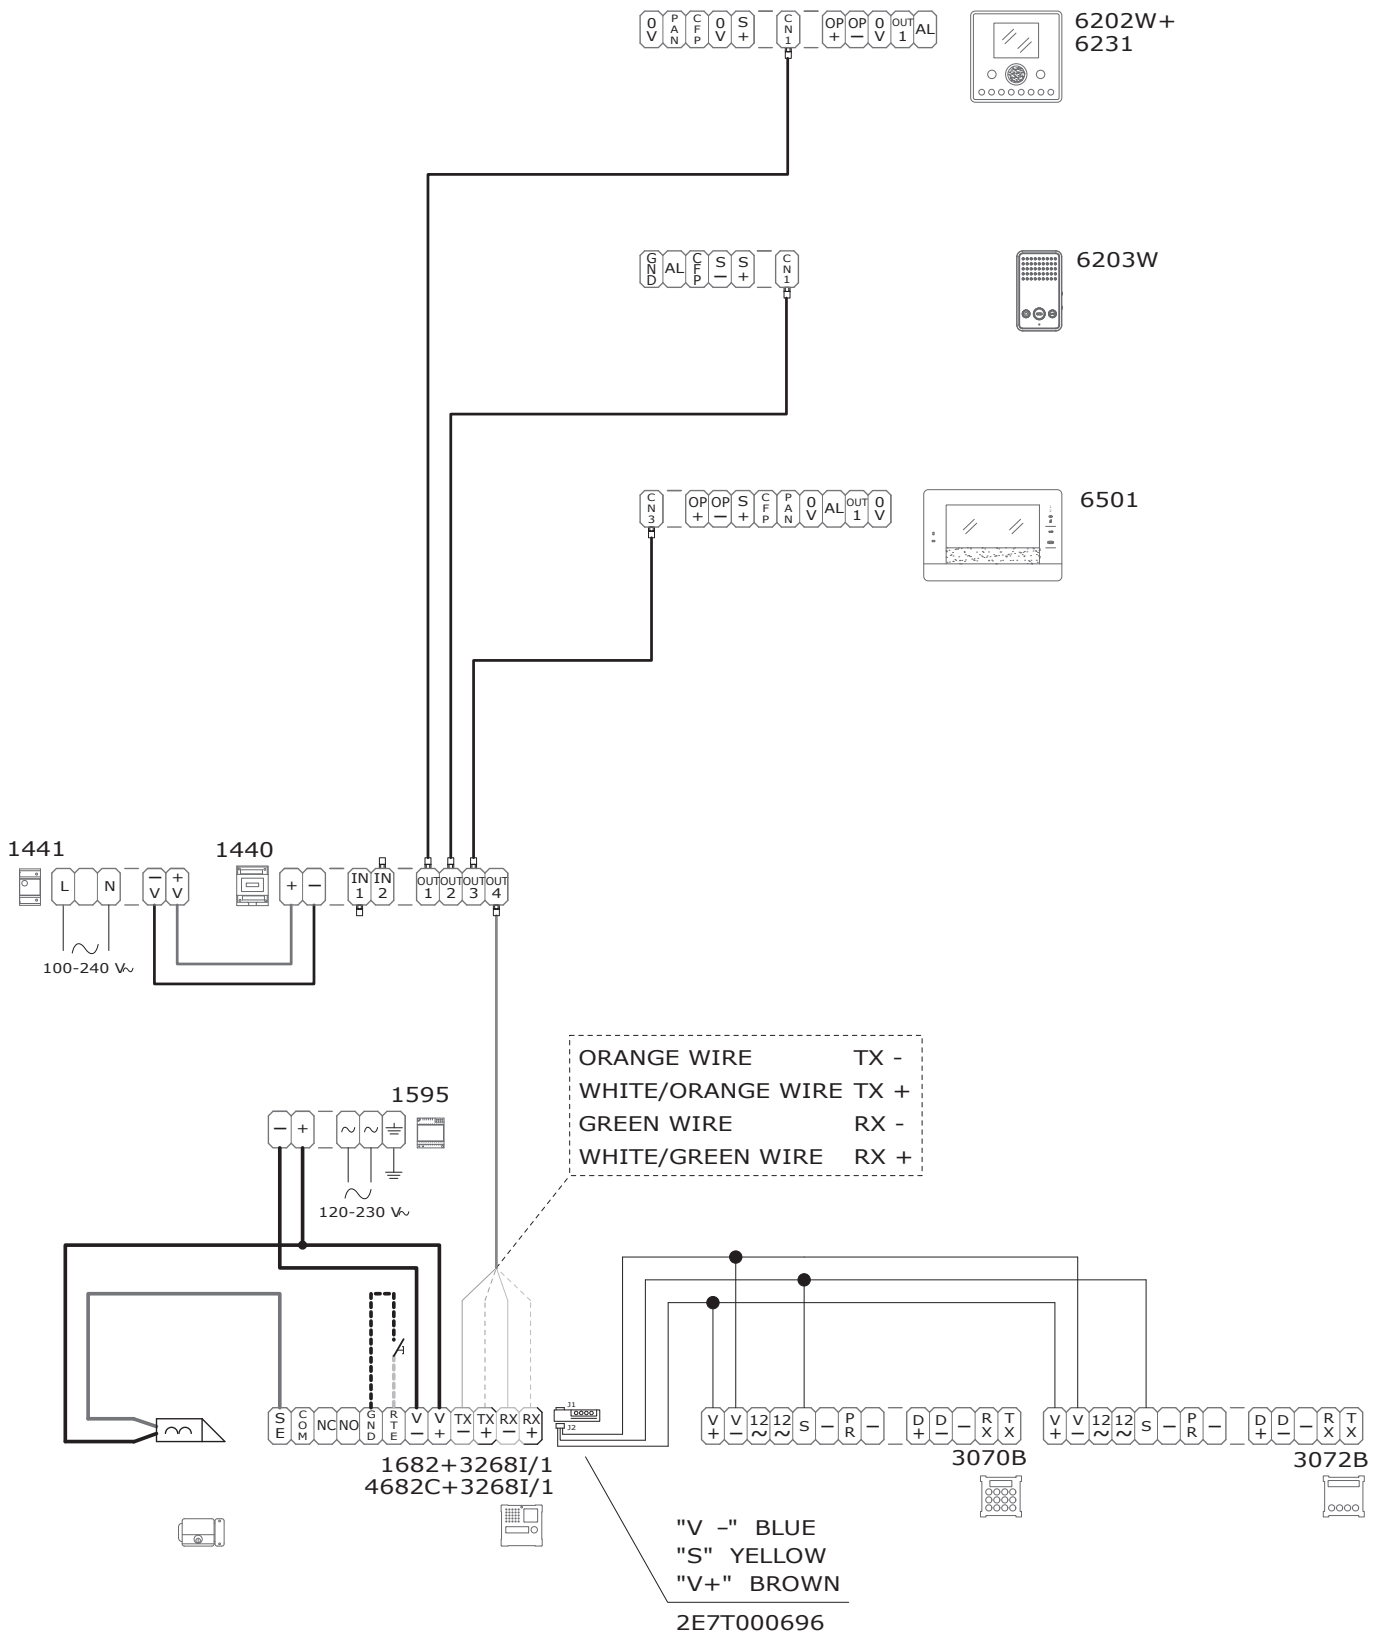 0V PAN CFP 0V S+ CN1 OP+ OP− 0V OUT1 AL
6202W+
6231
GND AL CFP S− S+ CN1
6203W
CN3 OP+ OP− S+ CFP PAN 0V AL OUT1 0V
6501
1441
L N −V +V
100-240 V~
1440
+ − IN1 IN2 OUT1 OUT2 OUT3 OUT4
ORANGE WIRE TX -
WHITE/ORANGE WIRE TX +
GREEN WIRE RX -
WHITE/GREEN WIRE RX +
1595
− + ~ ~
120-230 V~
SE COM NC NO GND RTE V− V+ TX− TX+ RX− RX+
J1
J2
1682+3268I/1
4682C+3268I/1
V+ V− 12~ 12~ S − PR − D+ D− − RX TX
3070B
V+ V− 12~ 12~ S − PR − D+ D− − RX TX
3072B
"V –" BLUE
"S" YELLOW
"V+" BROWN
2E7T000696